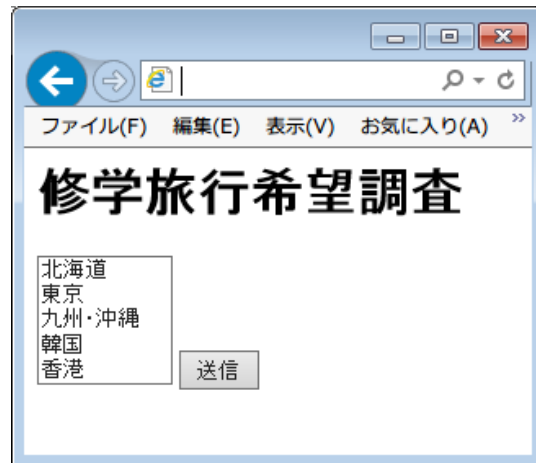 ファイル(F) 編集(E) 表示(V) お気に入り(A) »
修学旅行希望調査
北海道
東京
九州・沖縄
韓国
香港
送信